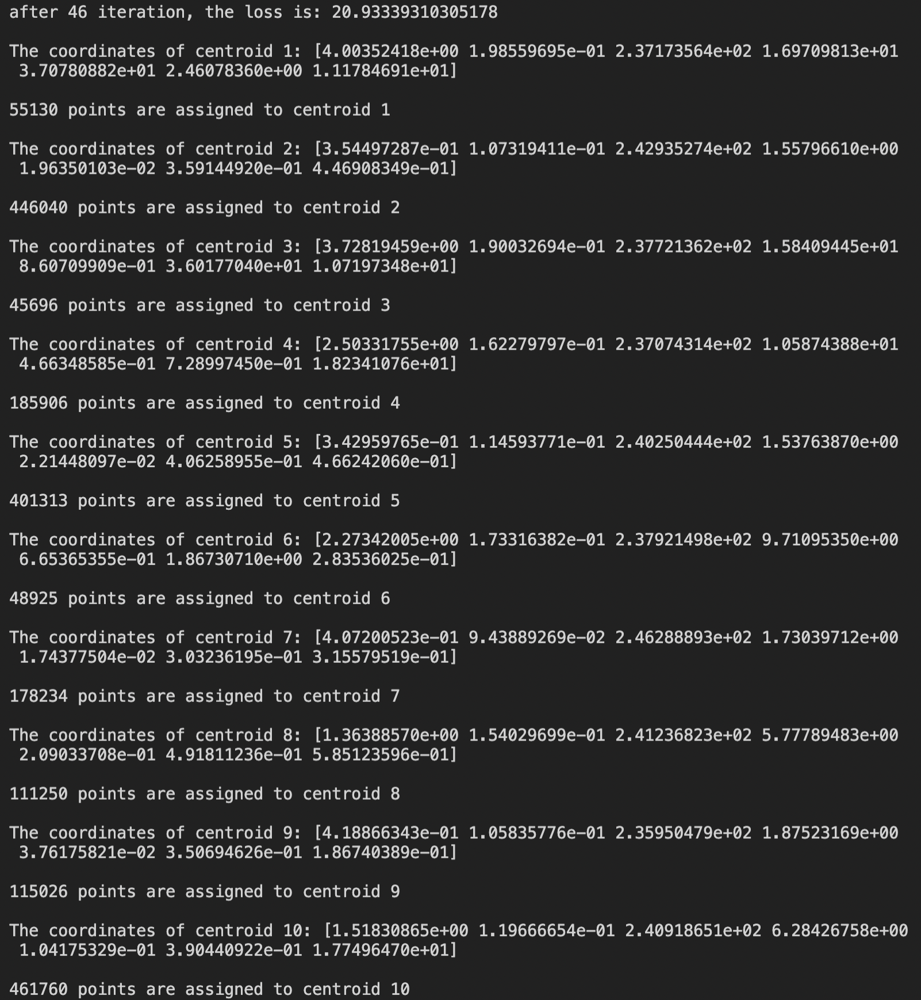 after 46 iteration, the loss is: 20.93339310305178
The coordinates of centroid 1: [4.00352418e+00 1.98559695e-01 2.37173564e+02 1.69709813e+01
3.70780882e+01 2.46078360e+00 1.11784691e+01]
55130 points are assigned to centroid 1
The coordinates of centroid 2: [3.54497287e-01 1.07319411e-01 2.42935274e+02 1.55796610e+00
1.96350103e-02 3.59144920e-01 4.46908349e-01]
446040 points are assigned to centroid 2
The coordinates of centroid 3: [3.72819459e+00 1.90032694e-01 2.37721362e+02 1.58409445e+01
8.60709909e-01 3.60177040e+01 1.07197348e+01]
45696 points are assigned to centroid 3
The coordinates of centroid 4: [2.50331755e+00 1.62279797e-01 2.37074314e+02 1.05874388e+01
4.66348585e-01 7.28997450e-01 1.82341076e+01]
185906 points are assigned to centroid 4
The coordinates of centroid 5: [3.42959765e-01 1.14593771e-01 2.40250444e+02 1.53763870e+00
2.21448097e-02 4.06258955e-01 4.66242060e-01]
401313 points are assigned to centroid 5
The coordinates of centroid 6: [2.27342005e+00 1.73316382e-01 2.37921498e+02 9.71095350e+00
6.65365355e-01 1.86730710e+00 2.83536025e-01]
48925 points are assigned to centroid 6
The coordinates of centroid 7: [4.07200523e-01 9.43889269e-02 2.46288893e+02 1.73039712e+00
1.74377504e-02 3.03236195e-01 3.15579519e-01]
178234 points are assigned to centroid 7
The coordinates of centroid 8: [1.36388570e+00 1.54029699e-01 2.41236823e+02 5.77789483e+00
2.09033708e-01 4.91811236e-01 5.85123596e-01]
111250 points are assigned to centroid 8
The coordinates of centroid 9: [4.18866343e-01 1.05835776e-01 2.35950479e+02 1.87523169e+00
3.76175821e-02 3.50694626e-01 1.86740389e-01]
115026 points are assigned to centroid 9
The coordinates of centroid 10: [1.51830865e+00 1.19666654e-01 2.40918651e+02 6.28426758e+00
1.04175329e-01 3.90440922e-01 1.77496470e+01]
461760 points are assigned to centroid 10